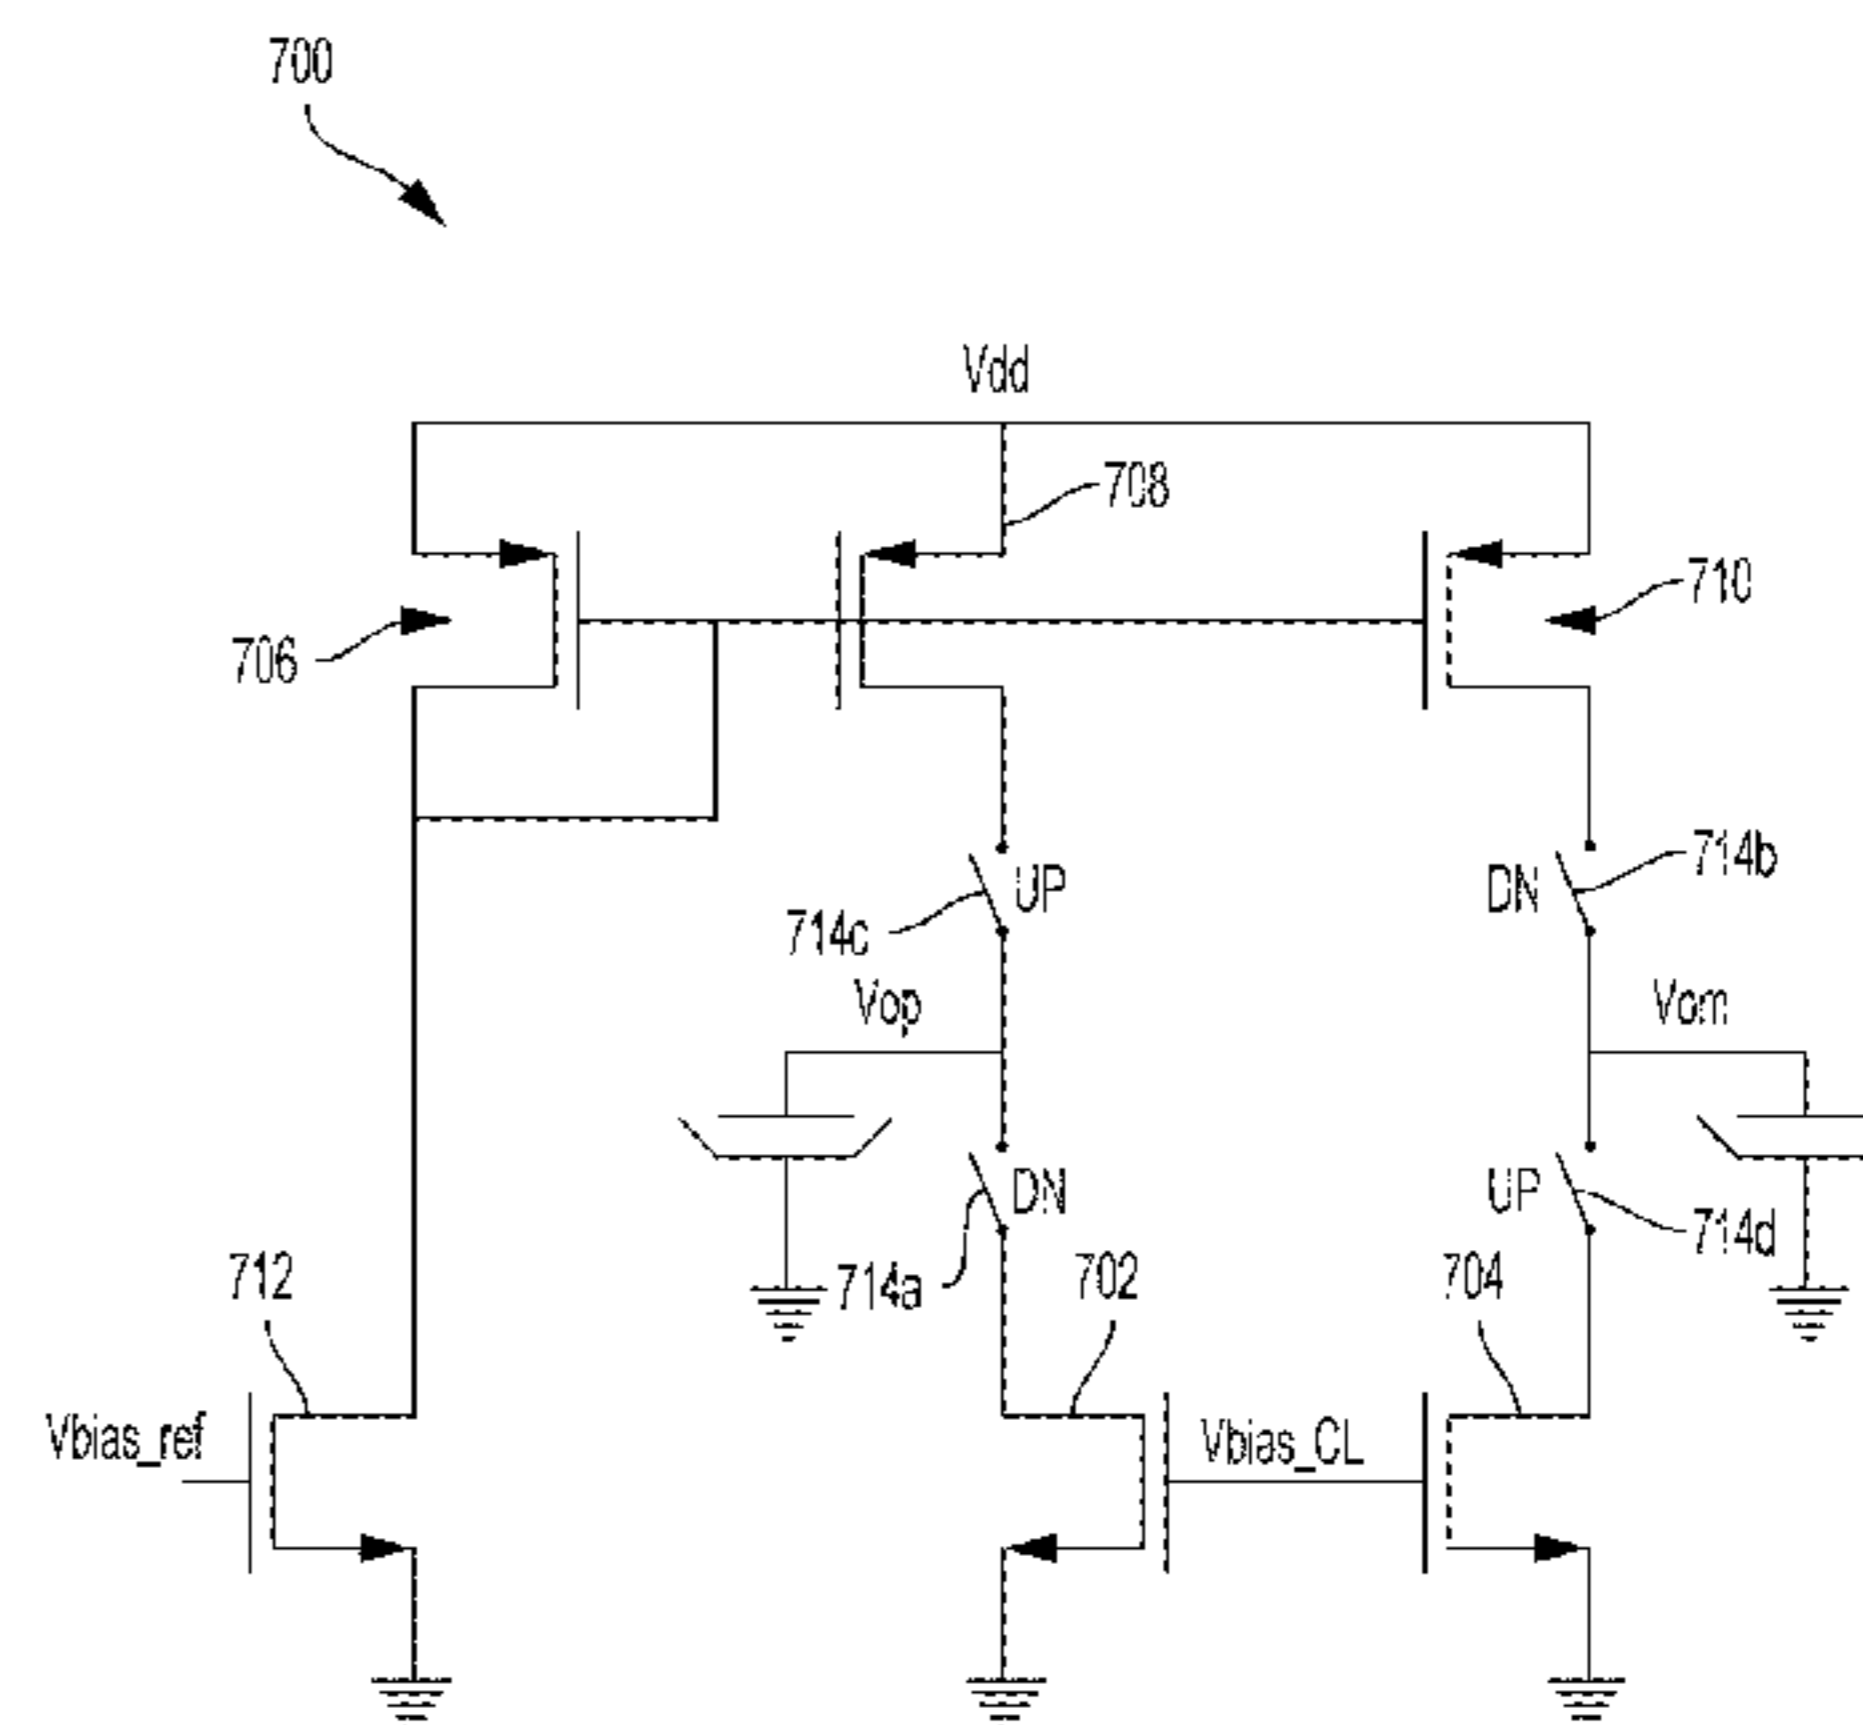 700
Vdd
708
710
706
714b
UP
DN
714c
Vop
Vom
DN
UP
714d
712
714a
702
704
Vbias_ref
Vbias_CL